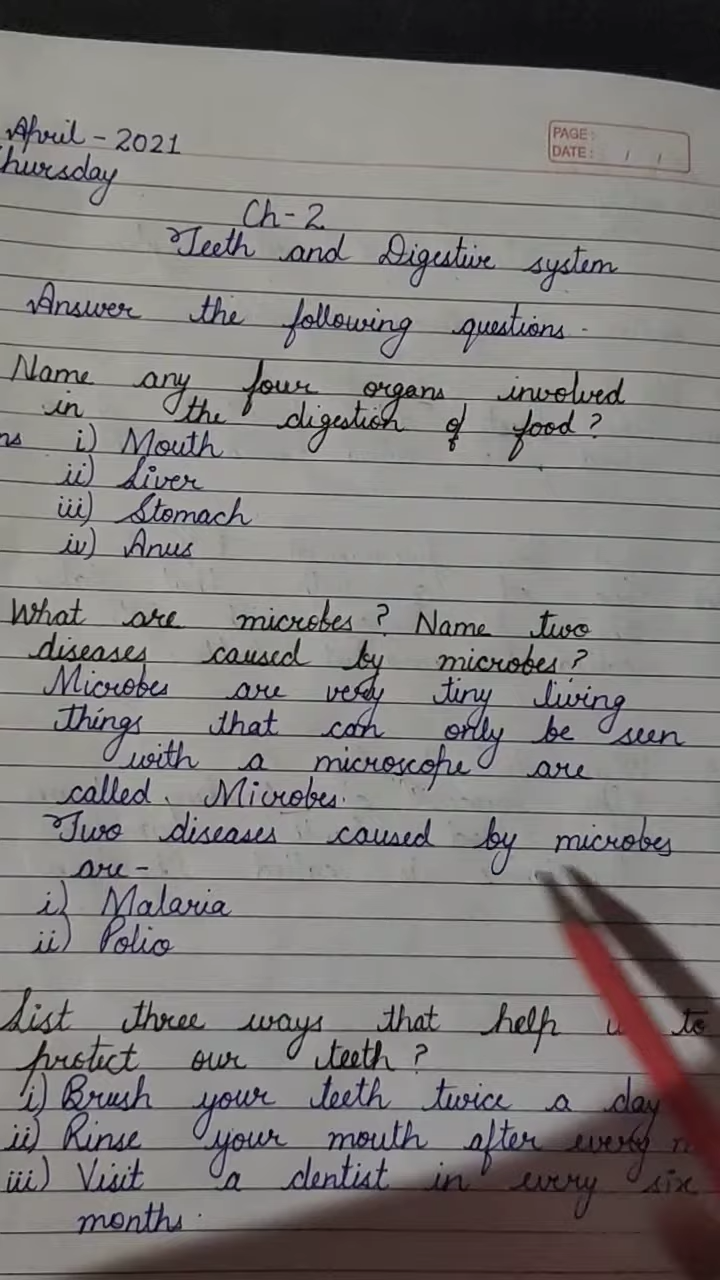 April - 2021
PAGE:
DATE: / /
hursday
Ch-2
Teeth and Digestive system
Answer the following questions.
Name any four organs involved
in the digestion of food?
ns i) Mouth
ii) Liver
iii) Stomach
iv) Anus
What are microbes? Name two
diseases caused by microbes?
Microbes are very tiny living
things that can only be seen
with a microscope are
called. Microbes.
Two diseases caused by microbes
are-
i) Malaria
ii) Polio
List three ways that help u to
protect our teeth?
i) Brush your teeth twice a day
ii) Rinse your mouth after every
iii) Visit a dentist in every six
months.